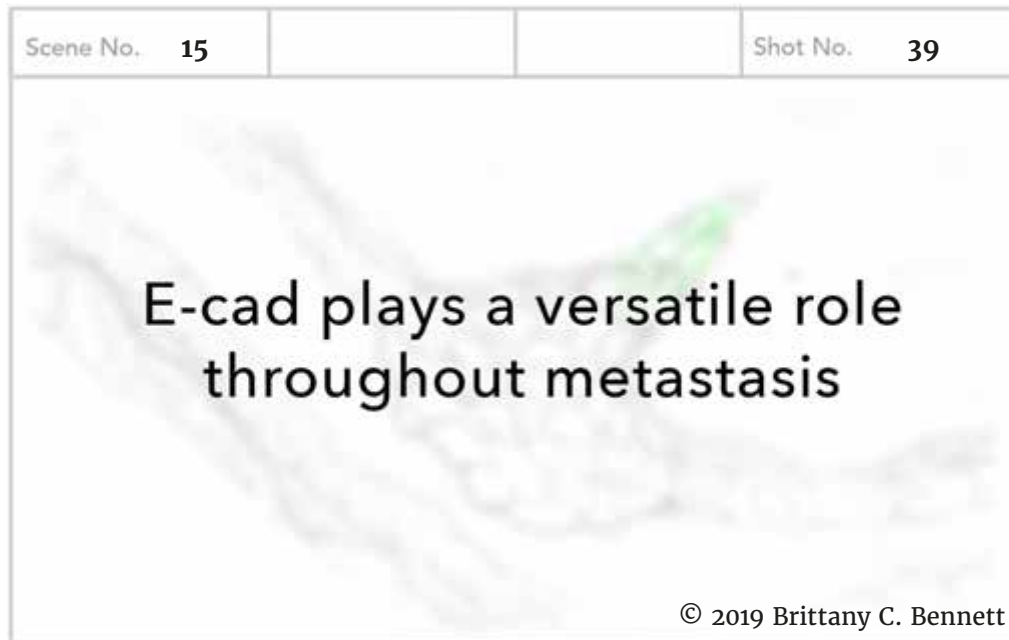 Scene No. 15 Shot No. 39
E-cad plays a versatile role
throughout metastasis
© 2019 Brittany C. Bennett